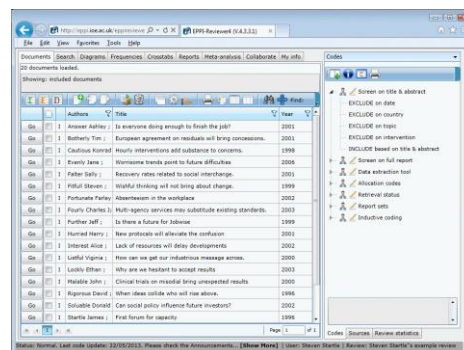 http://eppi.ioe.ac.uk/eppireviewe
EPPI-Reviewer4 (V.4.3.3.1)
File Edit View Favorites Tools Help
Documents Search Diagrams Frequencies Crosstabs Reports Meta-analysis Collaborate My info
20 documents loaded.
Showing: included documents
Find:
Authors Title Year
Go I Answer Ashley ; Is everyone doing enough to finish the job? 2001
Go I Botherly Tim ; European agreement on residuals will bring concessions. 2001
Go I Cautious Konrad Hourly interventions add substance to concerns. 1998
Go I Evenly Jane ; Worrisome trends point to future difficulties 2006
Go I Falter Sally ; Recovery rates related to social interchange. 2001
Go I Fitful Steven ; Wishful thinking will not bring about change. 1999
Go I Fortunate Farley Absenteeism in the workplace 2002
Go I Fourly Charles J; Multi-agency services may substitute existing standards. 2003
Go I Further Jeff ; Is there a future for Jobwise 1999
Go I Hurried Harry ; New protocols will alleviate the confusion 2001
Go I Interest Alice ; Lack of resources will delay developments 2002
Go I Listful Viginia ; How can we get our industrious message across. 2000
Go I Lockly Ethan ; Why are we hesitant to accept results 2003
Go I Malable John ; Clinical trials on misodial bring unexpected results 2000
Go I Rigorous David ; When ideas collide who will rise above. 1996
Go I Soluable Donald Can social policy influence future investors? 2002
Go I Startle James ; First forum for capacity 1996
Page 1 of 1
Codes
Screen on title & abstract
EXCLUDE on date
EXCLUDE on country
EXCLUDE on topic
EXCLUDE on intervention
INCLUDE based on title & abstract
Screen on full report
Data extraction tool
Allocation codes
Retrieval status
Report sets
Inductive coding
Codes Sources Review statistics
Status: Normal. Last code Update: 22/05/2013. Please check the Announcements... [Show More] | User: Steven Startle | Review: Steven Startle's example review